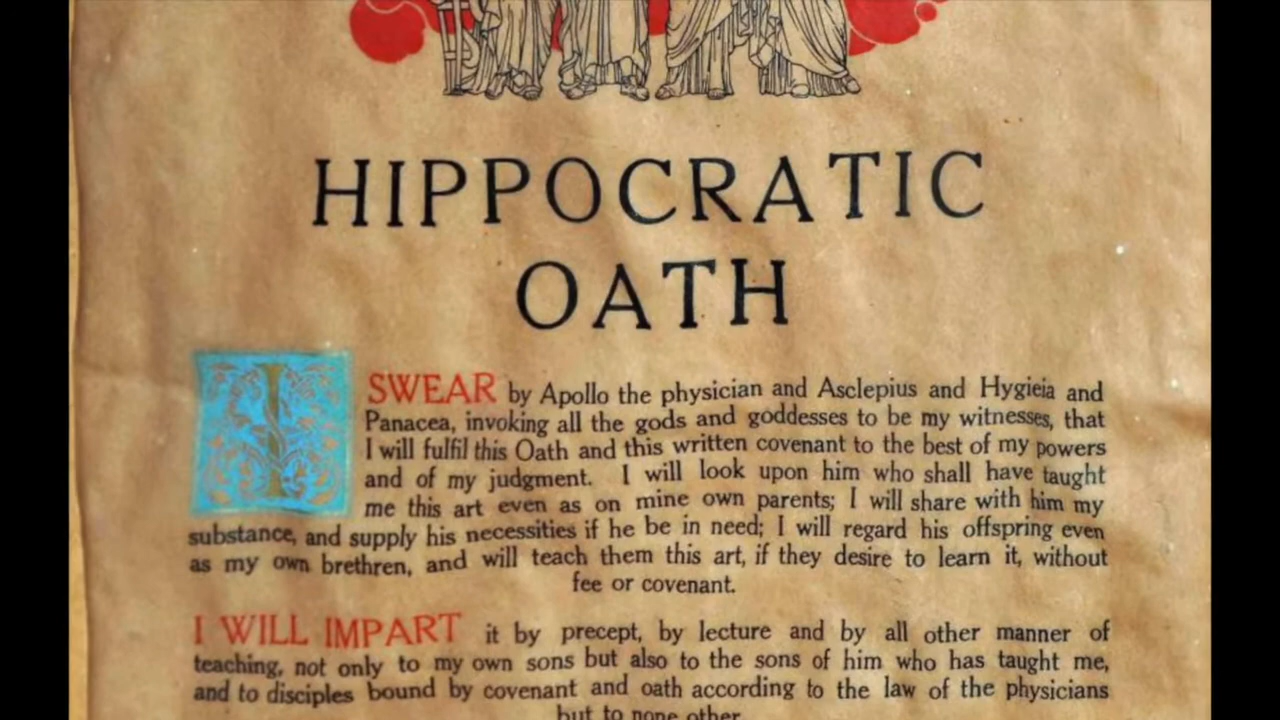 HIPPOCRATIC
OATH
I SWEAR by Apollo the physician and Asclepius and Hygieia and
Panacea, invoking all the gods and goddesses to be my witnesses, that
I will fulfil this Oath and this written covenant to the best of my powers
and of my judgment. I will look upon him who shall have taught
me this art even as on mine own parents; I will share with him my
substance, and supply his necessities if he be in need; I will regard his offspring even
as my own brethren, and will teach them this art, if they desire to learn it, without
fee or covenant.
I WILL IMPART it by precept, by lecture and by all other manner of
teaching, not only to my own sons but also to the sons of him who has taught me,
and to disciples bound by covenant and oath according to the law of the physicians
but to none other.